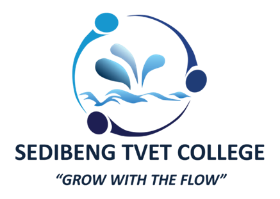 SEDIBENG TVET COLLEGE
“GROW WITH THE FLOW”